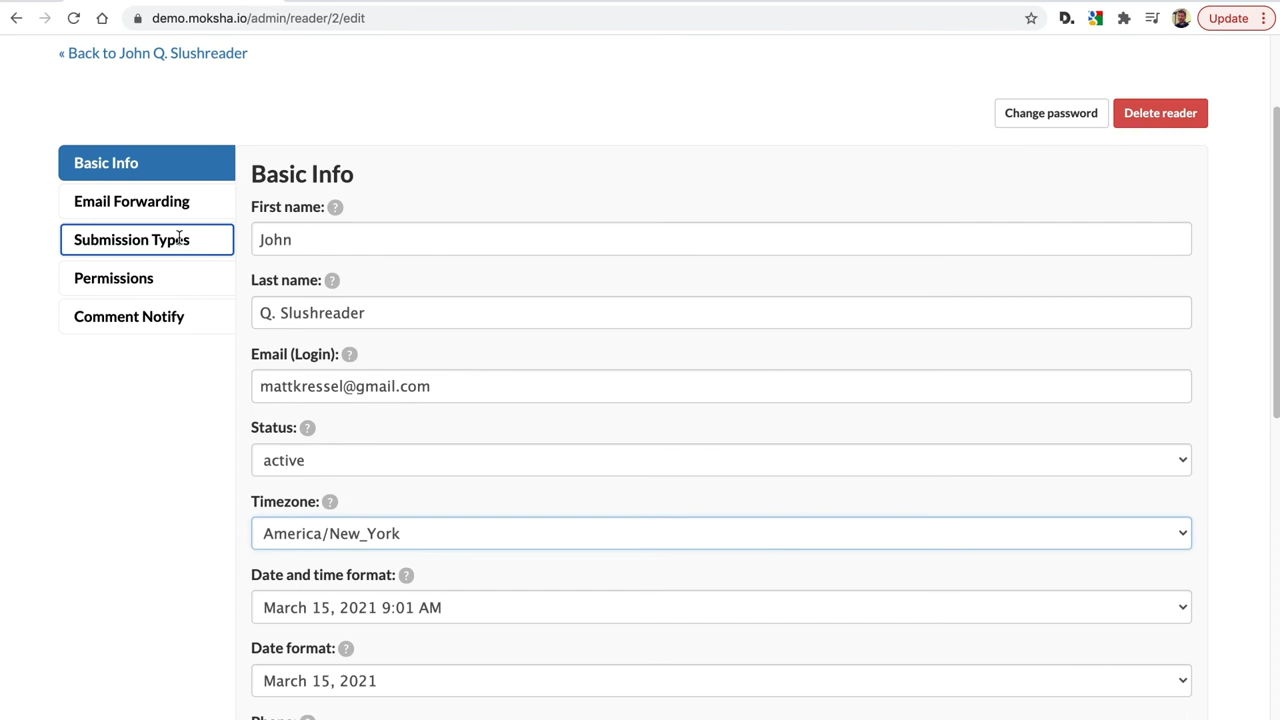 demo.moksha.io/admin/reader/2/edit
D.
Update
« Back to John Q. Slushreader
Change password
Delete reader
Basic Info
Email Forwarding
Submission Types
Permissions
Comment Notify
Basic Info
First name: ?
John
Last name: ?
Q. Slushreader
Email (Login): ?
mattkressel@gmail.com
Status: ?
active
Timezone: ?
America/New_York
Date and time format: ?
March 15, 2021 9:01 AM
Date format: ?
March 15, 2021